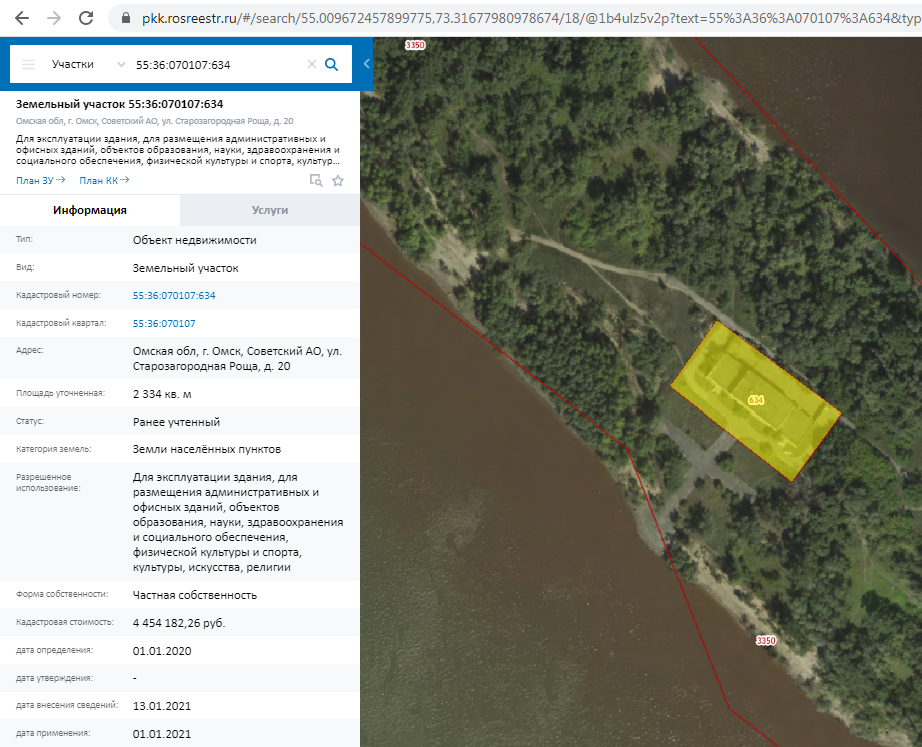 pkk.rosreestr.ru/#/search/55.009672457899775,73.31677980978674/18/@1b4ulz5v2p?text=55%3A36%3A070107%3A634&typ
Участки
55:36:070107:634
Земельный участок 55:36:070107:634
Омская обл, г. Омск, Советский АО, ул. Старозагородная Роща, д. 20
Для эксплуатации здания, для размещения административных и
офисных зданий, объектов образования, науки, здравоохранения и
социального обеспечения, физической культуры и спорта, культур...
План ЗУ→ План КК→
Информация Услуги
Тип: Объект недвижимости
Вид: Земельный участок
Кадастровый номер: 55:36:070107:634
Кадастровый квартал: 55:36:070107
Адрес: Омская обл, г. Омск, Советский АО, ул.
Старозагородная Роща, д. 20
Площадь уточненная: 2 334 кв. м
Статус: Ранее учтенный
Категория земель: Земли населённых пунктов
Разрешенное
использование:
Для эксплуатации здания, для
размещения административных и
офисных зданий, объектов
образования, науки, здравоохранения
и социального обеспечения,
физической культуры и спорта,
культуры, искусства, религии
Форма собственности: Частная собственность
Кадастровая стоимость: 4 454 182,26 руб.
дата определения: 01.01.2020
дата утверждения: -
дата внесения сведений: 13.01.2021
дата применения: 01.01.2021
3350
634
3350